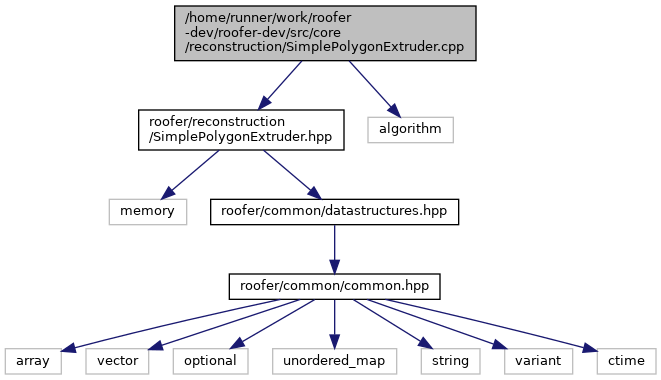 /home/runner/work/roofer
-dev/roofer-dev/src/core
/reconstruction/SimplePolygonExtruder.cpp
roofer/reconstruction
/SimplePolygonExtruder.hpp
algorithm
memory
roofer/common/datastructures.hpp
roofer/common/common.hpp
array
vector
optional
unordered_map
string
variant
ctime